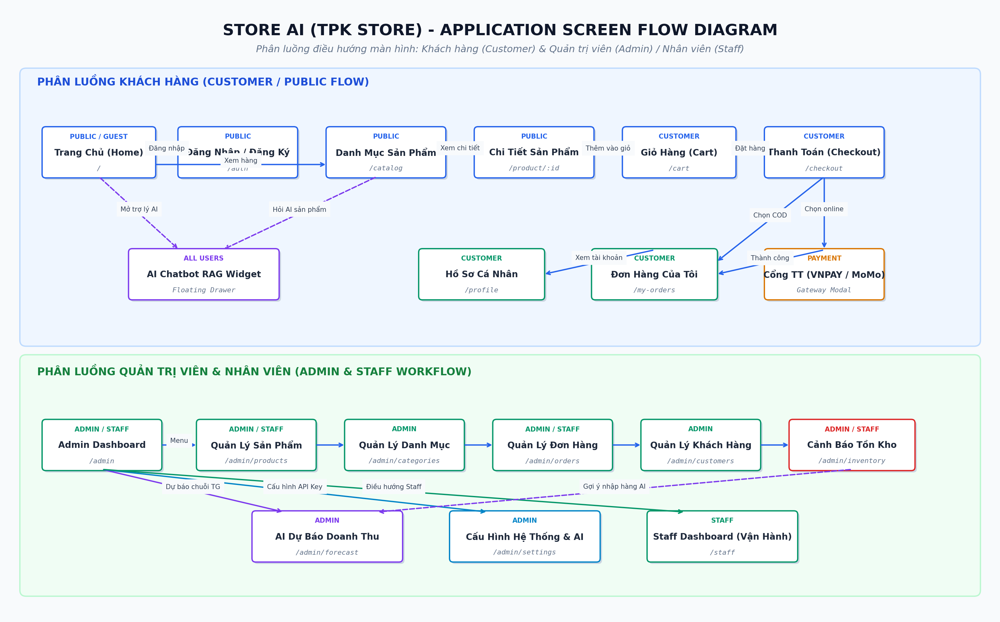 STORE AI (TPK STORE) - APPLICATION SCREEN FLOW DIAGRAM
Phân luồng điều hướng màn hình: Khách hàng (Customer) & Quản trị viên (Admin) / Nhân viên (Staff)
PHÂN LUỒNG KHÁCH HÀNG (CUSTOMER / PUBLIC FLOW)
PUBLIC / GUEST
Trang Chủ (Home)
/
Đăng nhập
PUBLIC
Đăng Nhập / Đăng Ký
Xem hàng
/auth
PUBLIC
Danh Mục Sản Phẩm
/catalog
Xem chi tiết
PUBLIC
Chi Tiết Sản Phẩm
/product/:id
Thêm vào giỏ
CUSTOMER
Giỏ Hàng (Cart)
/cart
Đặt hàng
CUSTOMER
Thanh Toán (Checkout)
/checkout
Mở trợ lý AI
Hỏi AI sản phẩm
Chọn COD
Chọn online
ALL USERS
AI Chatbot RAG Widget
Floating Drawer
CUSTOMER
Hồ Sơ Cá Nhân
/profile
Xem tài khoản
CUSTOMER
Đơn Hàng Của Tôi
/my-orders
Thành công
PAYMENT
Cổng TT (VNPAY / MoMo)
Gateway Modal
PHÂN LUỒNG QUẢN TRỊ VIÊN & NHÂN VIÊN (ADMIN & STAFF WORKFLOW)
ADMIN / STAFF
Admin Dashboard
/admin
Menu
ADMIN / STAFF
Quản Lý Sản Phẩm
/admin/products
ADMIN
Quản Lý Danh Mục
/admin/categories
ADMIN / STAFF
Quản Lý Đơn Hàng
/admin/orders
ADMIN
Quản Lý Khách Hàng
/admin/customers
ADMIN / STAFF
Cảnh Báo Tồn Kho
/admin/inventory
Dự báo chuỗi TG
Cấu hình API Key
Điều hướng Staff
Gợi ý nhập hàng AI
ADMIN
AI Dự Báo Doanh Thu
/admin/forecast
ADMIN
Cấu Hình Hệ Thống & AI
/admin/settings
STAFF
Staff Dashboard (Vận Hành)
/staff